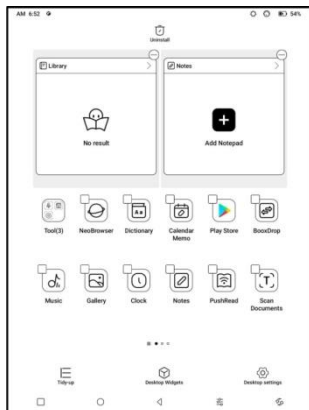 AM 6:52 54%
Uninstall
Library Notes
No result Add Notepad
Tool(3) NeoBrowser Dictionary Calendar Memo Play Store BooxDrop
Music Gallery Clock Notes PushRead Scan Documents
Tidy-up Desktop Widgets Desktop settings